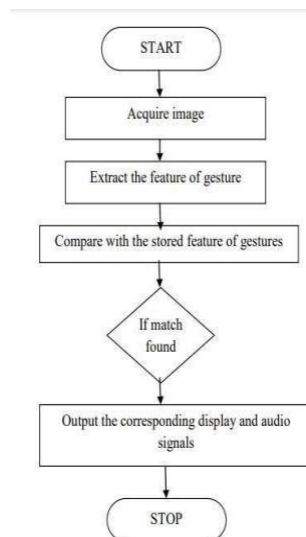 START
Acquire image
Extract the feature of gesture
Compare with the stored feature of gestures
If match
found
Output the corresponding display and audio
signals
STOP